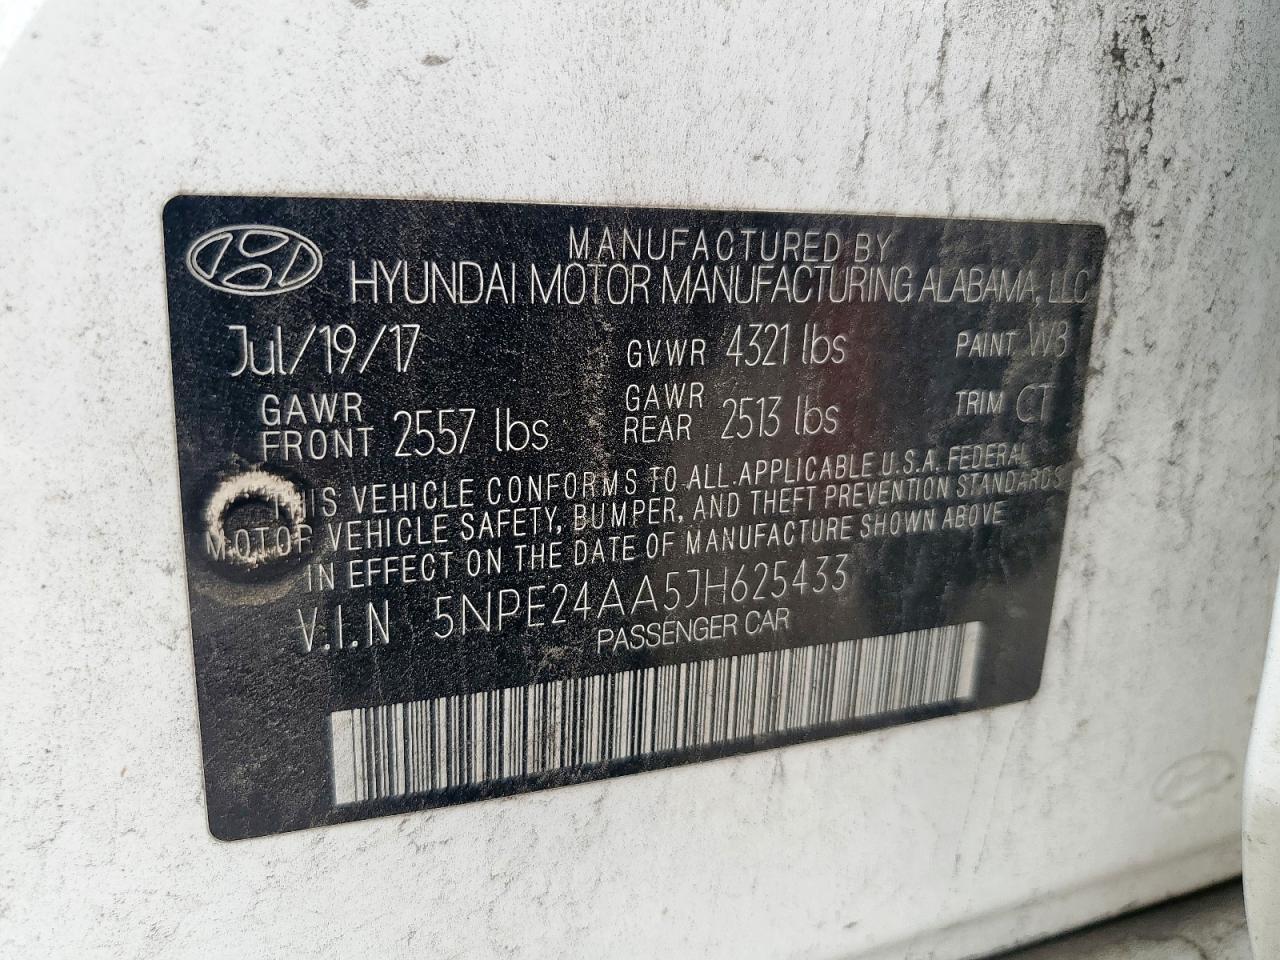 MANUFACTURED BY
HYUNDAI MOTOR MANUFACTURING ALABAMA, LLC
Jul/19/17 GVWR 4321 lbs PAINT W8
GAWR FRONT 2557 lbs GAWR REAR 2513 lbs TRIM CT
THIS VEHICLE CONFORMS TO ALL APPLICABLE U.S.A. FEDERAL
MOTOR VEHICLE SAFETY, BUMPER, AND THEFT PREVENTION STANDARDS
IN EFFECT ON THE DATE OF MANUFACTURE SHOWN ABOVE
V.I.N 5NPE24AA5JH625433
PASSENGER CAR